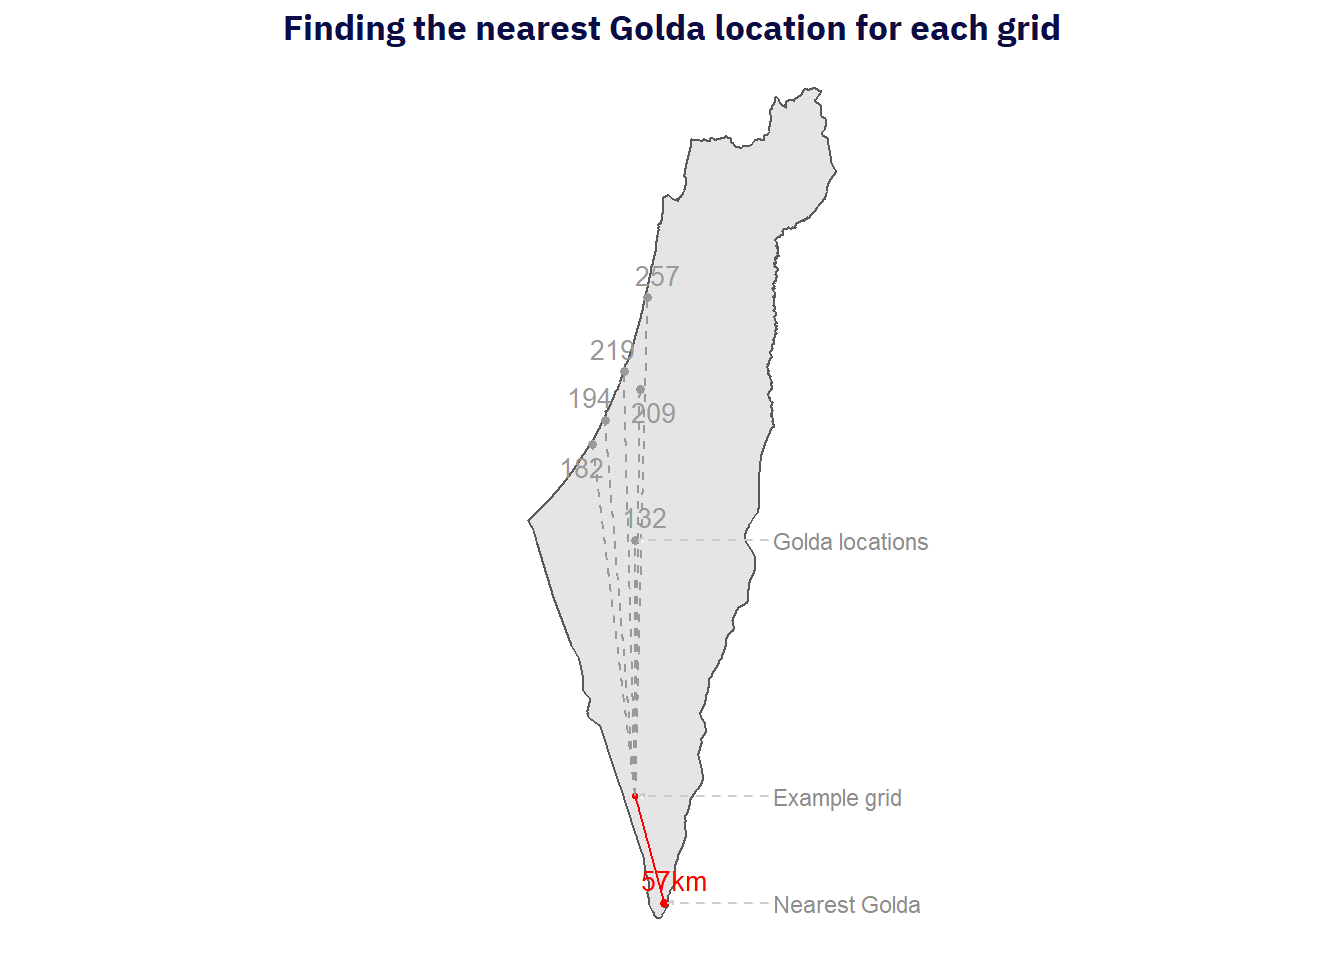 Finding the nearest Golda location for each grid
257
219
194
209
182
132
Golda locations
Example grid
57km
Nearest Golda